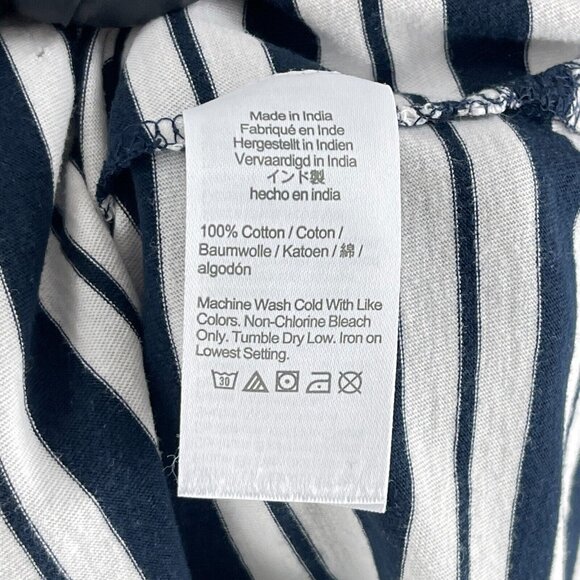 Made in India
Fabriqué en Inde
Hergestellt in Indien
Vervaardigd in India
インド製
hecho en india
100% Cotton / Coton /
Baumwolle / Katoen / 綿 /
algodón
Machine Wash Cold With Like
Colors. Non-Chlorine Bleach
Only. Tumble Dry Low. Iron on
Lowest Setting.
30